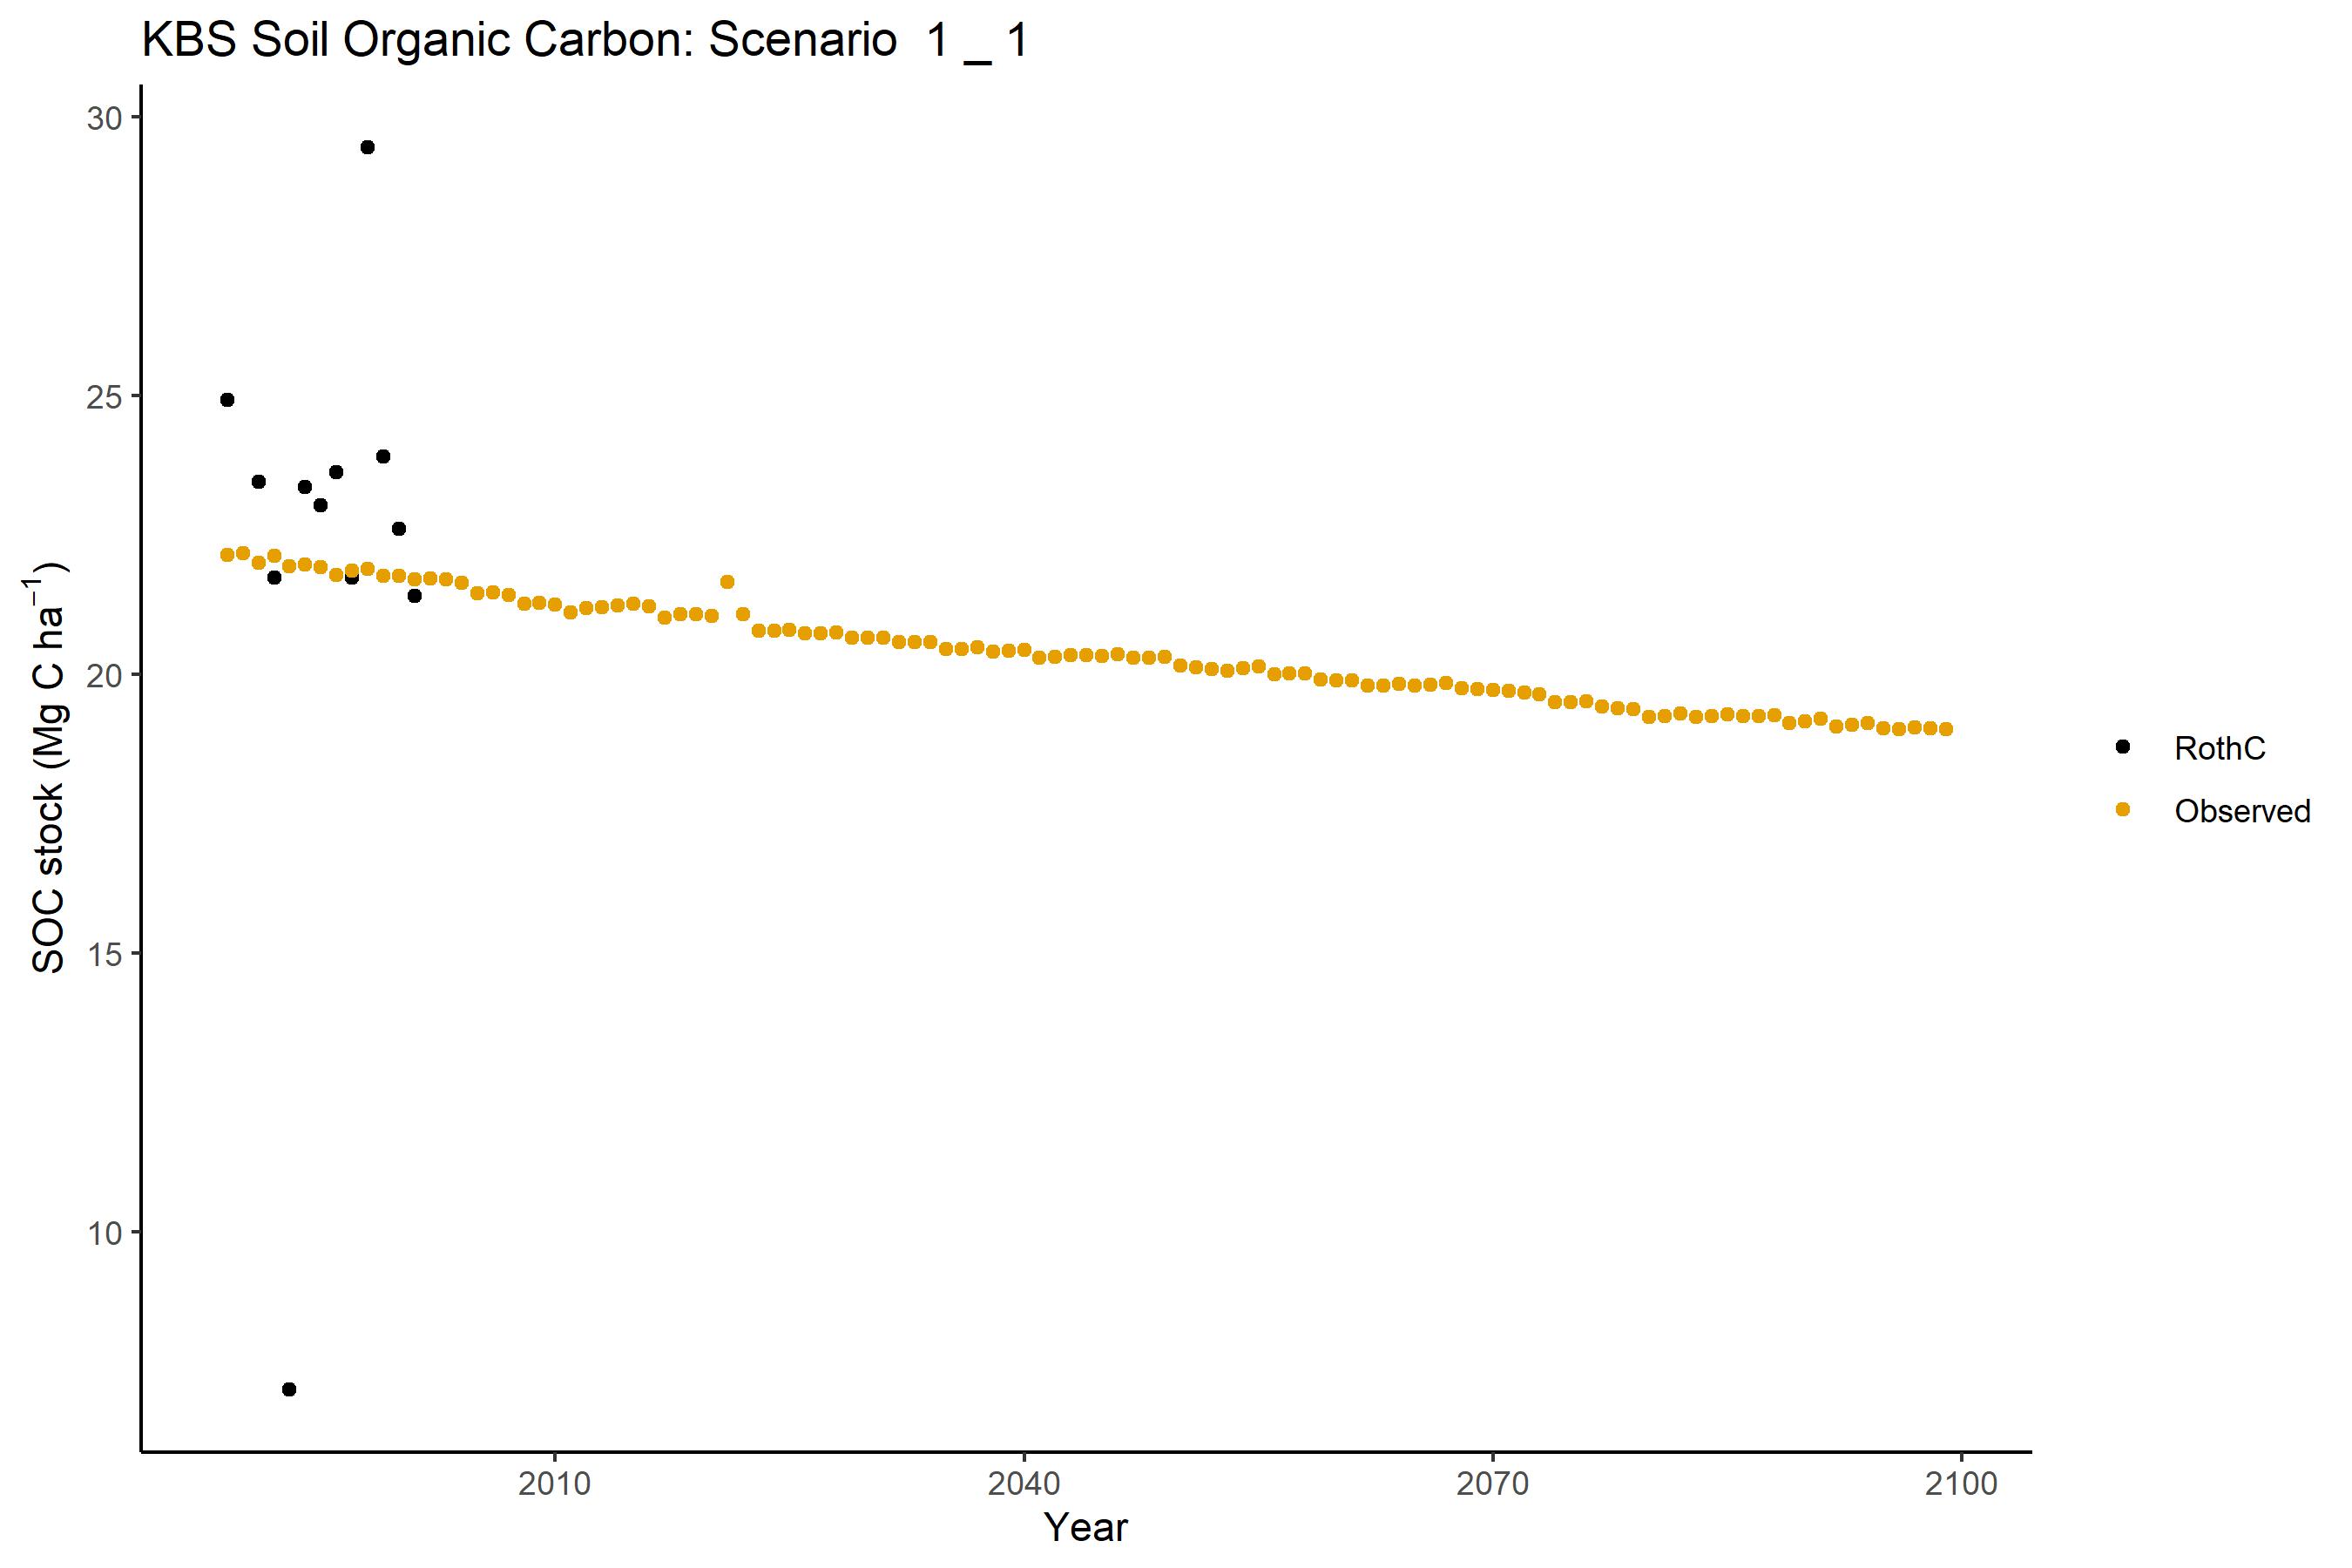 KBS Soil Organic Carbon: Scenario  1 _ 1
SOC stock (Mg C ha⁻¹)
30
25
20
15
10
2010
2040
2070
2100
Year
RothC
Observed